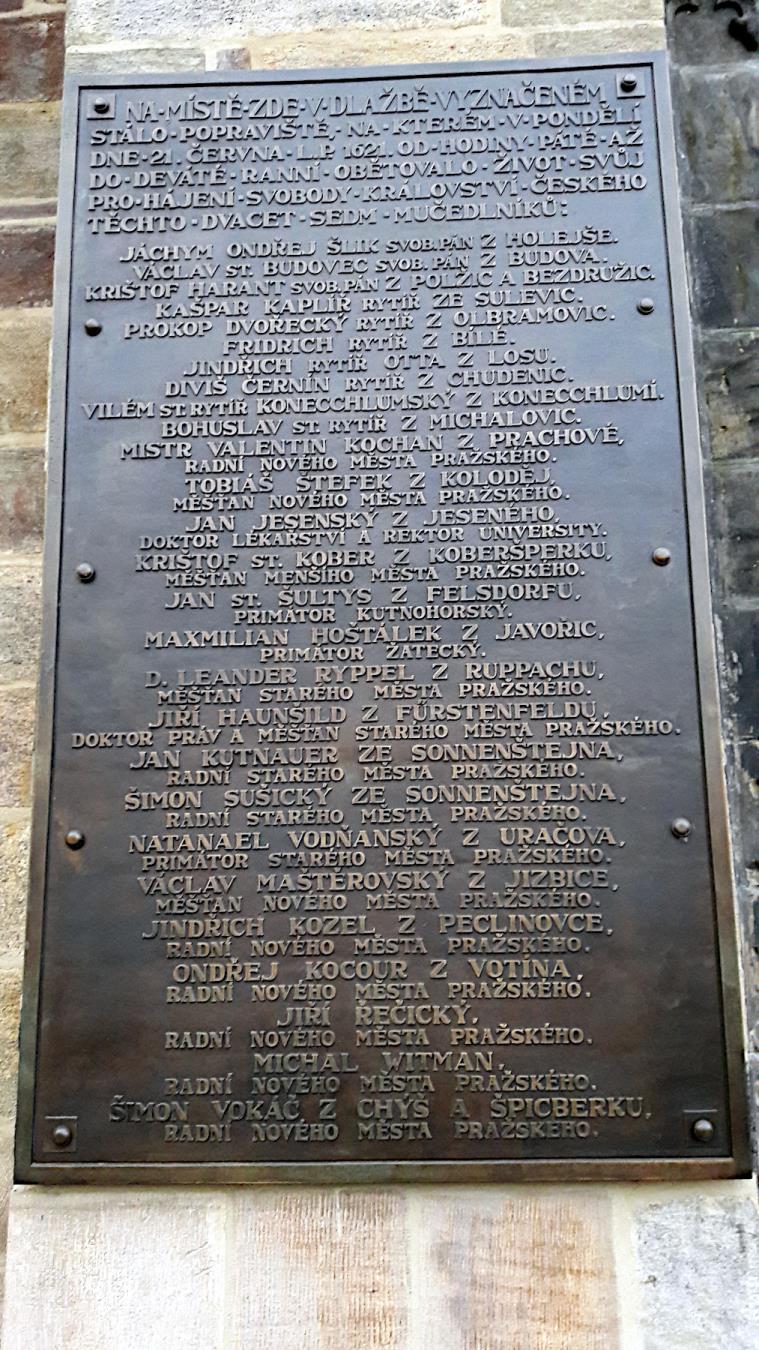 NA·MÍSTĚ·ZDE·V·DLAŽBĚ·VYZNAČENÉM
STÁLO·POPRAVIŠTĚ,·NA·KTERÉM·V·PONDĚLÍ
DNE·21.ČERVNA·L.P.1621.OD·HODINY·PÁTÉ·AŽ
DO·DEVÁTÉ·RANNÍ·OBĚTOVALO·ŽIVOT·SVŮJ
PRO·HÁJENÍ·SVOBODY·KRÁLOVSTVÍ·ČESKÉHO
TĚCHTO·DVACET·SEDM·MUČEDLNÍKŮ:
JÁCHYM ONDŘEJ ŠLIK SVOB.PÁN Z HOLEJŠE.
VÁCLAV ST. BUDOVEC SVOB. PÁN Z BUDOVA.
KRIŠTOF HARANT SVOB.PÁN Z POLŽIC A BEZDRUŽIC.
KAŠPAR KAPLÍŘ RYTÍŘ ZE SULEVIC.
PROKOP DVOŘECKÝ RYTÍŘ Z OLBRAMOVIC.
FRIDRICH RYTÍŘ Z BÍLÉ.
JINDŘICH RYTÍŘ OTTA Z LOSU.
DIVIŠ ČERNÍN RYTÍŘ Z CHUDENIC.
VILÉM ST. RYTÍŘ KONECCHLUMSKÝ Z KONECCHLUMÍ.
BOHUSLAV ST. RYTÍŘ Z MICHALOVIC.
MISTR VALENTIN KOCHAN Z PRACHOVÉ,
RADNÍ NOVÉHO MĚSTA PRAŽSKÉHO.
TOBIÁŠ ŠTEFEK Z KOLODĚJ,
MĚŠŤAN NOVÉHO MĚSTA PRAŽSKÉHO.
JAN JESENSKÝ Z JESENÉHO,
DOKTOR LÉKAŘSTVÍ A REKTOR UNIVERSITY.
KRIŠTOF ST. KOBER Z KOBERŠPERKU,
MĚŠŤAN MENŠÍHO MĚSTA PRAŽSKÉHO.
JAN ST. ŠULTYS Z FELSDORFU,
PRIMÁTOR KUTNOHORSKÝ.
MAXMILIAN HOŠŤÁLEK Z JAVOŘIC,
PRIMÁTOR ŽATECKÝ.
D. LEANDER RYPPEL Z RUPPACHU,
MĚŠŤAN STARÉHO MĚSTA PRAŽSKÉHO.
JIŘÍ HAUNŠILD Z FÜRSTENFELDU,
DOKTOR PRÁV A MĚŠŤAN STARÉHO MĚSTA PRAŽSKÉHO.
JAN KUTNAUER ZE SONNENŠTEJNA,
RADNÍ STARÉHO MĚSTA PRAŽSKÉHO.
ŠIMON SUŠICKÝ ZE SONNENŠTEJNA,
RADNÍ STARÉHO MĚSTA PRAŽSKÉHO.
NATANAEL VODŇANSKÝ Z URAČOVA,
PRIMÁTOR STARÉHO MĚSTA PRAŽSKÉHO.
VÁCLAV MAŠTĚROVSKÝ Z JIZBICE,
MĚŠŤAN NOVÉHO MĚSTA PRAŽSKÉHO.
JINDŘICH KOZEL Z PECLINOVCE,
RADNÍ NOVÉHO MĚSTA PRAŽSKÉHO.
ONDŘEJ KOCOUR Z VOTÍNA,
RADNÍ NOVÉHO MĚSTA PRAŽSKÉHO.
JIŘÍ ŘEČICKÝ,
RADNÍ NOVÉHO MĚSTA PRAŽSKÉHO.
MICHAL WITMAN,
RADNÍ NOVÉHO MĚSTA PRAŽSKÉHO.
ŠIMON VOKÁČ Z CHÝŠ A ŠPICBERKU,
RADNÍ NOVÉHO MĚSTA PRAŽSKÉHO.